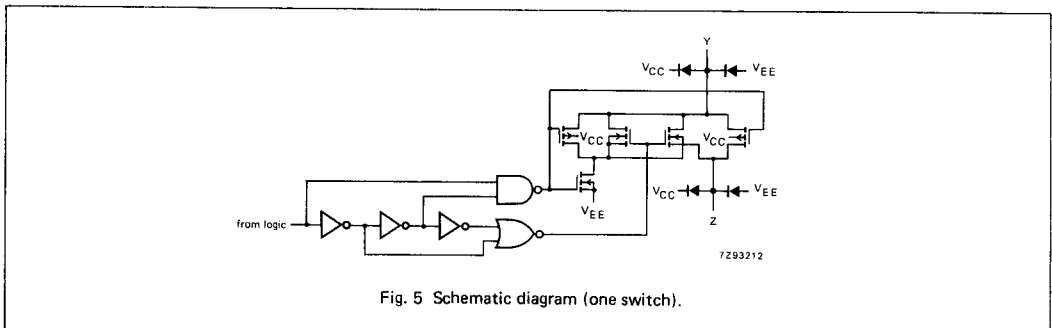 Y
VCC VEE
VCC VCC
VCC VEE
VEE
from logic
Z
7Z93212
Fig. 5 Schematic diagram (one switch).